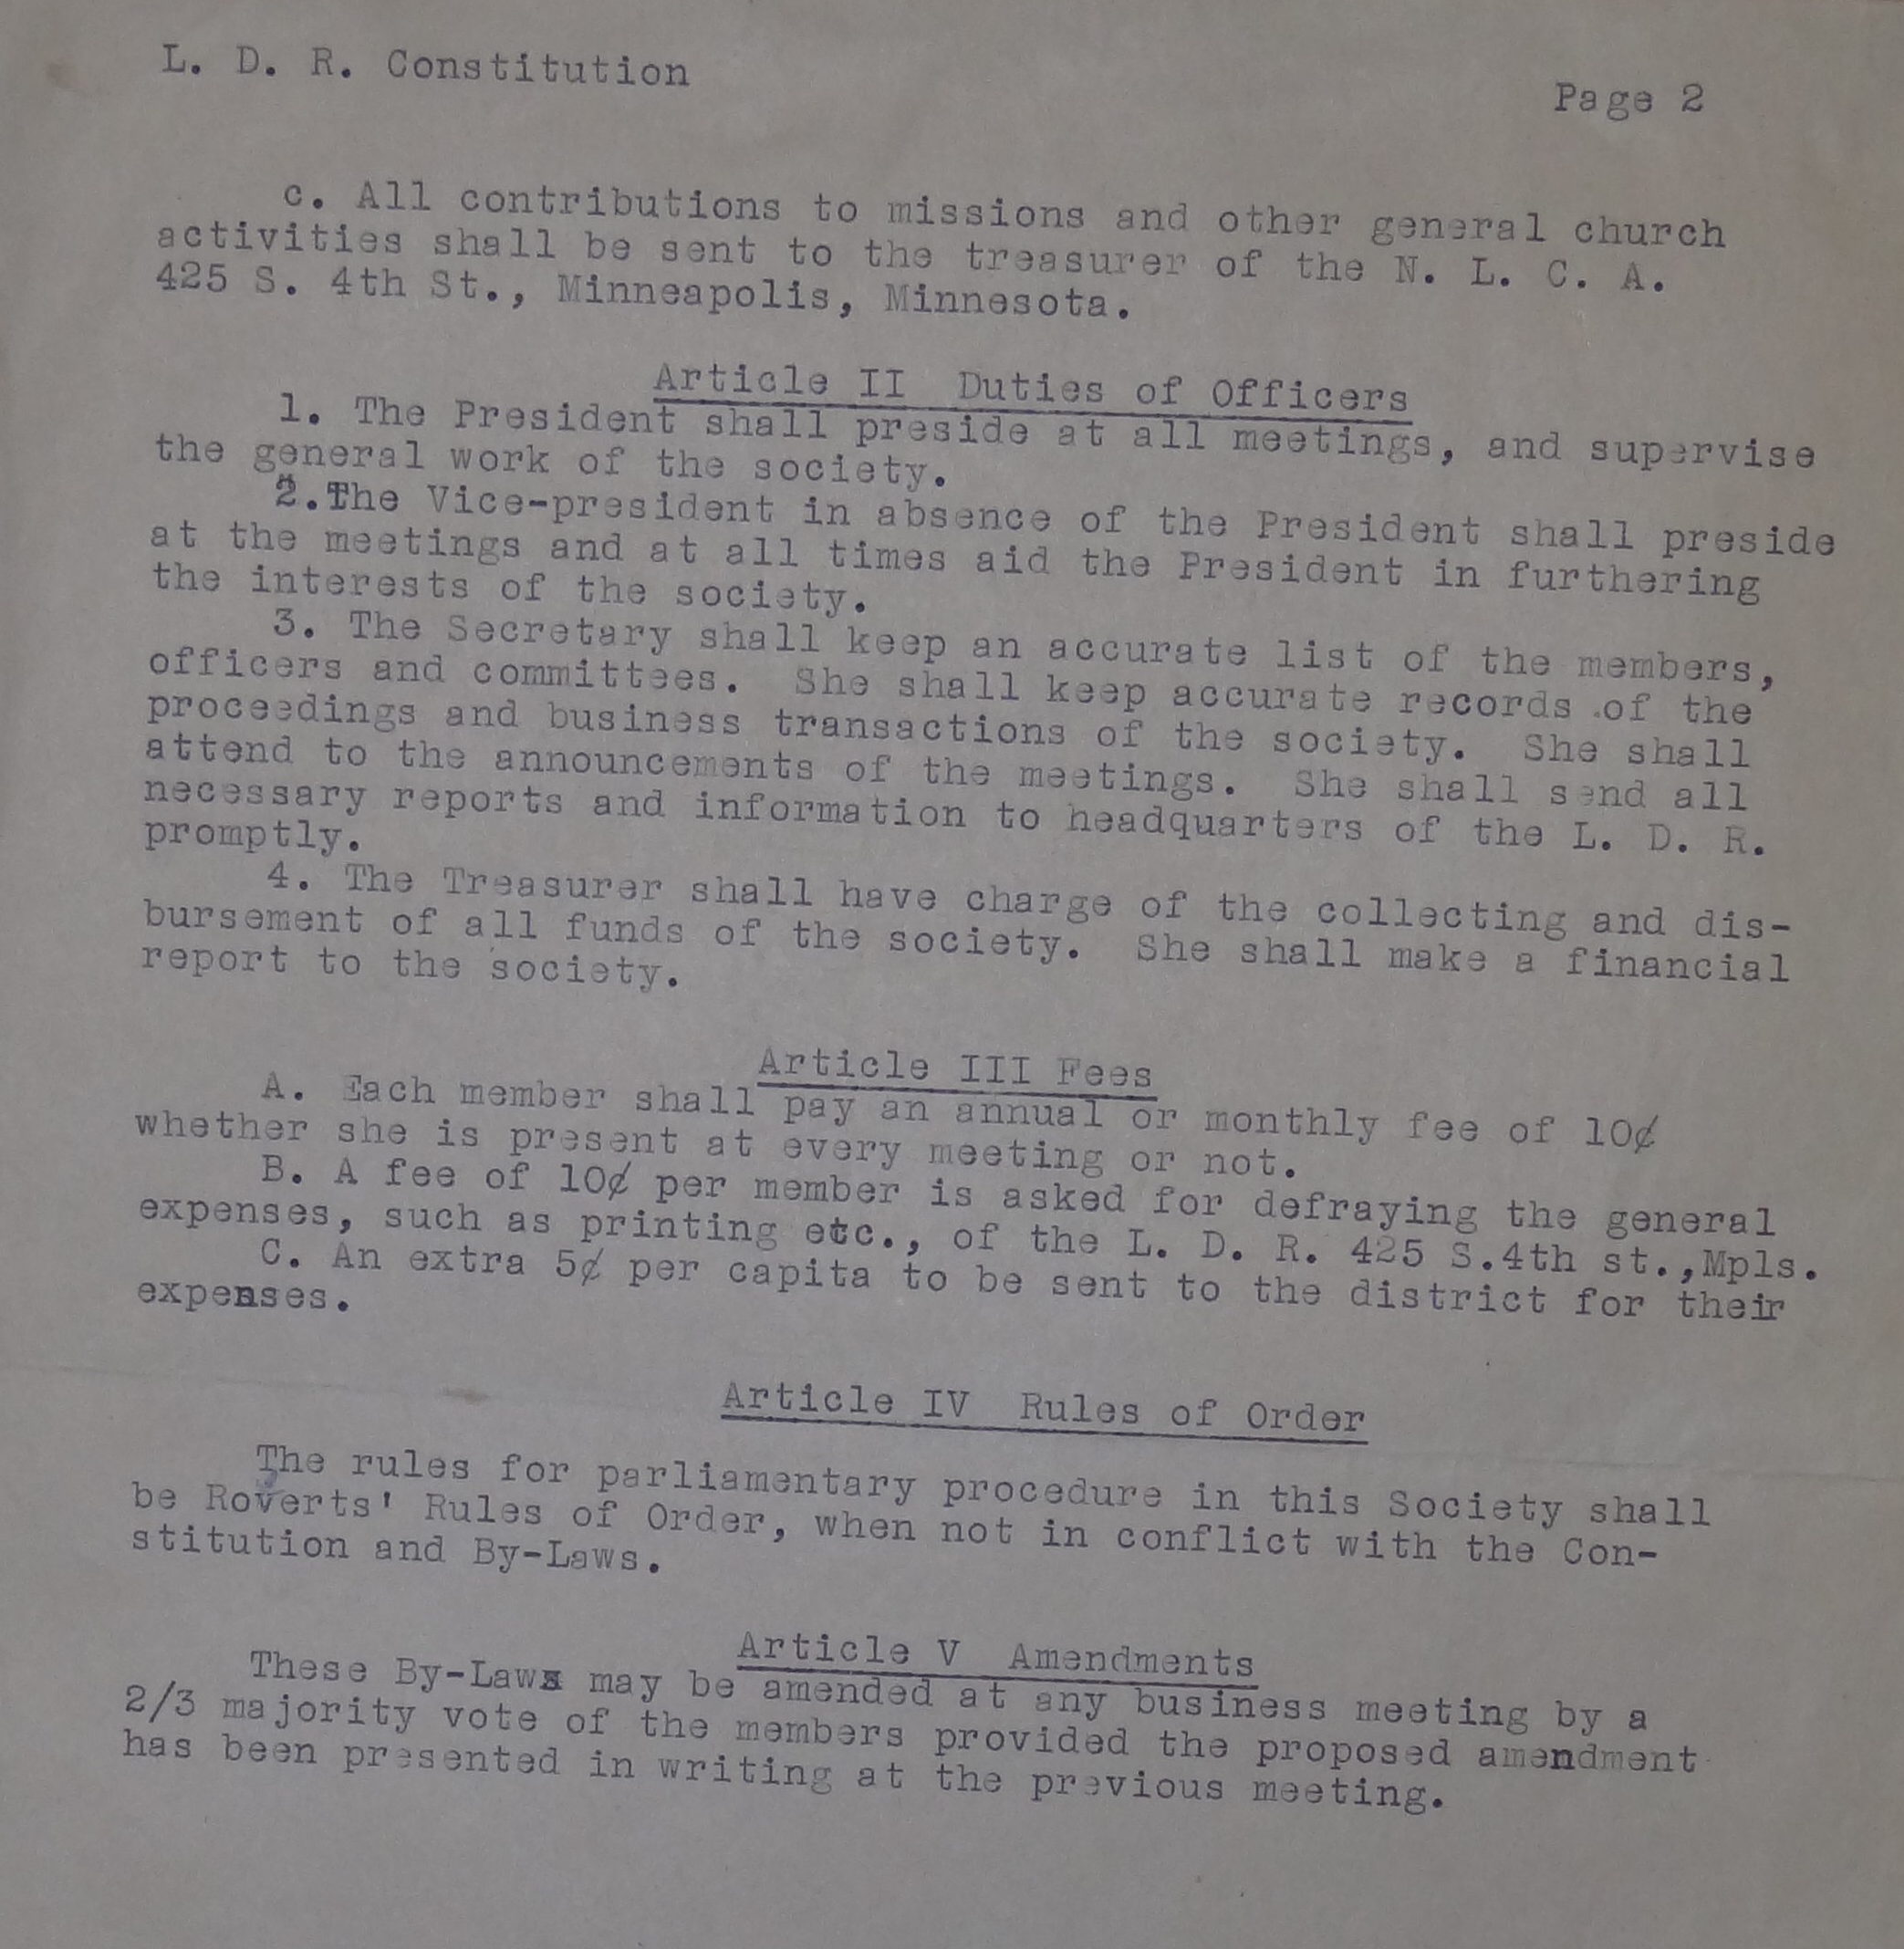 L. D. R. Constitution
Page 2
c. All contributions to missions and other general church
activities shall be sent to the treasurer of the N. L. C. A.
425 S. 4th St., Minneapolis, Minnesota.
Article II Duties of Officers
1. The President shall preside at all meetings, and supervise
the general work of the society.
2.The Vice-president in absence of the President shall preside
at the meetings and at all times aid the President in furthering
the interests of the society.
3. The Secretary shall keep an accurate list of the members,
officers and committees. She shall keep accurate records of the
proceedings and business transactions of the society. She shall
attend to the announcements of the meetings. She shall send all
necessary reports and information to headquarters of the L. D. R.
promptly.
4. The Treasurer shall have charge of the collecting and dis-
bursement of all funds of the society. She shall make a financial
report to the society.
Article III Fees
A. Each member shall pay an annual or monthly fee of 10¢
whether she is present at every meeting or not.
B. A fee of 10¢ per member is asked for defraying the general
expenses, such as printing etc., of the L. D. R. 425 S.4th st.,Mpls.
C. An extra 5¢ per capita to be sent to the district for their
expenses.
Article IV Rules of Order
The rules for parliamentary procedure in this Society shall
be Roverts' Rules of Order, when not in conflict with the Con-
stitution and By-Laws.
Article V Amendments
These By-Laws may be amended at any business meeting by a
2/3 majority vote of the members provided the proposed amendment
has been presented in writing at the previous meeting.